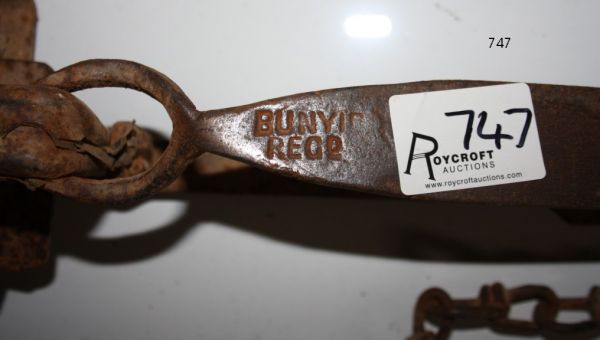 747
BUNYIP
REGD
747
ROYCROFT
AUCTIONS
www.roycroftauctions.com